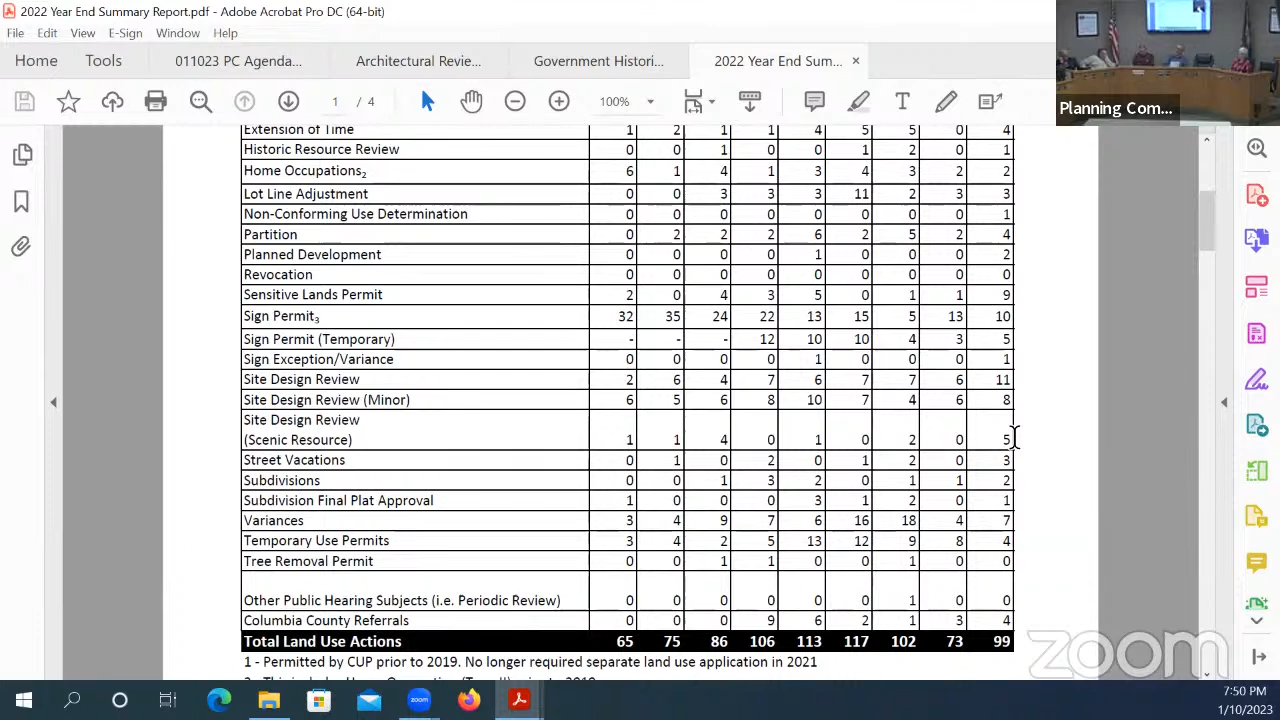 2022 Year End Summary Report.pdf - Adobe Acrobat Pro DC (64-bit)
File Edit View E-Sign Window Help
Home Tools 011023 PC Agenda... Architectural Revie... Government Histori... 2022 Year End Sum... ×
1 / 4 100%
Planning Com...
Extension of Time 1 2 1 1 4 5 5 0 4
Historic Resource Review 0 0 1 0 0 1 2 0 1
Home Occupations2 6 1 4 1 3 4 3 2 2
Lot Line Adjustment 0 0 3 3 3 11 2 3 3
Non-Conforming Use Determination 0 0 0 0 0 0 0 0 1
Partition 0 2 2 2 6 2 5 2 4
Planned Development 0 0 0 0 1 0 0 0 2
Revocation 0 0 0 0 0 0 0 0 0
Sensitive Lands Permit 2 0 4 3 5 0 1 1 9
Sign Permit3 32 35 24 22 13 15 5 13 10
Sign Permit (Temporary) - - - 12 10 10 4 3 5
Sign Exception/Variance 0 0 0 0 1 0 0 0 1
Site Design Review 2 6 4 7 6 7 7 6 11
Site Design Review (Minor) 6 5 6 8 10 7 4 6 8
Site Design Review
(Scenic Resource) 1 1 4 0 1 0 2 0 5
Street Vacations 0 1 0 2 0 1 2 0 3
Subdivisions 0 0 1 3 2 0 1 1 2
Subdivision Final Plat Approval 1 0 0 0 3 1 2 0 1
Variances 3 4 9 7 6 16 18 4 7
Temporary Use Permits 3 4 2 5 13 12 9 8 4
Tree Removal Permit 0 0 1 1 0 0 1 0 0
Other Public Hearing Subjects (i.e. Periodic Review) 0 0 0 0 0 0 1 0 0
Columbia County Referrals 0 0 0 9 6 2 1 3 4
Total Land Use Actions 65 75 86 106 113 117 102 73 99
1 - Permitted by CUP prior to 2019. No longer required separate land use application in 2021
zoom
zoom
7:50 PM
1/10/2023